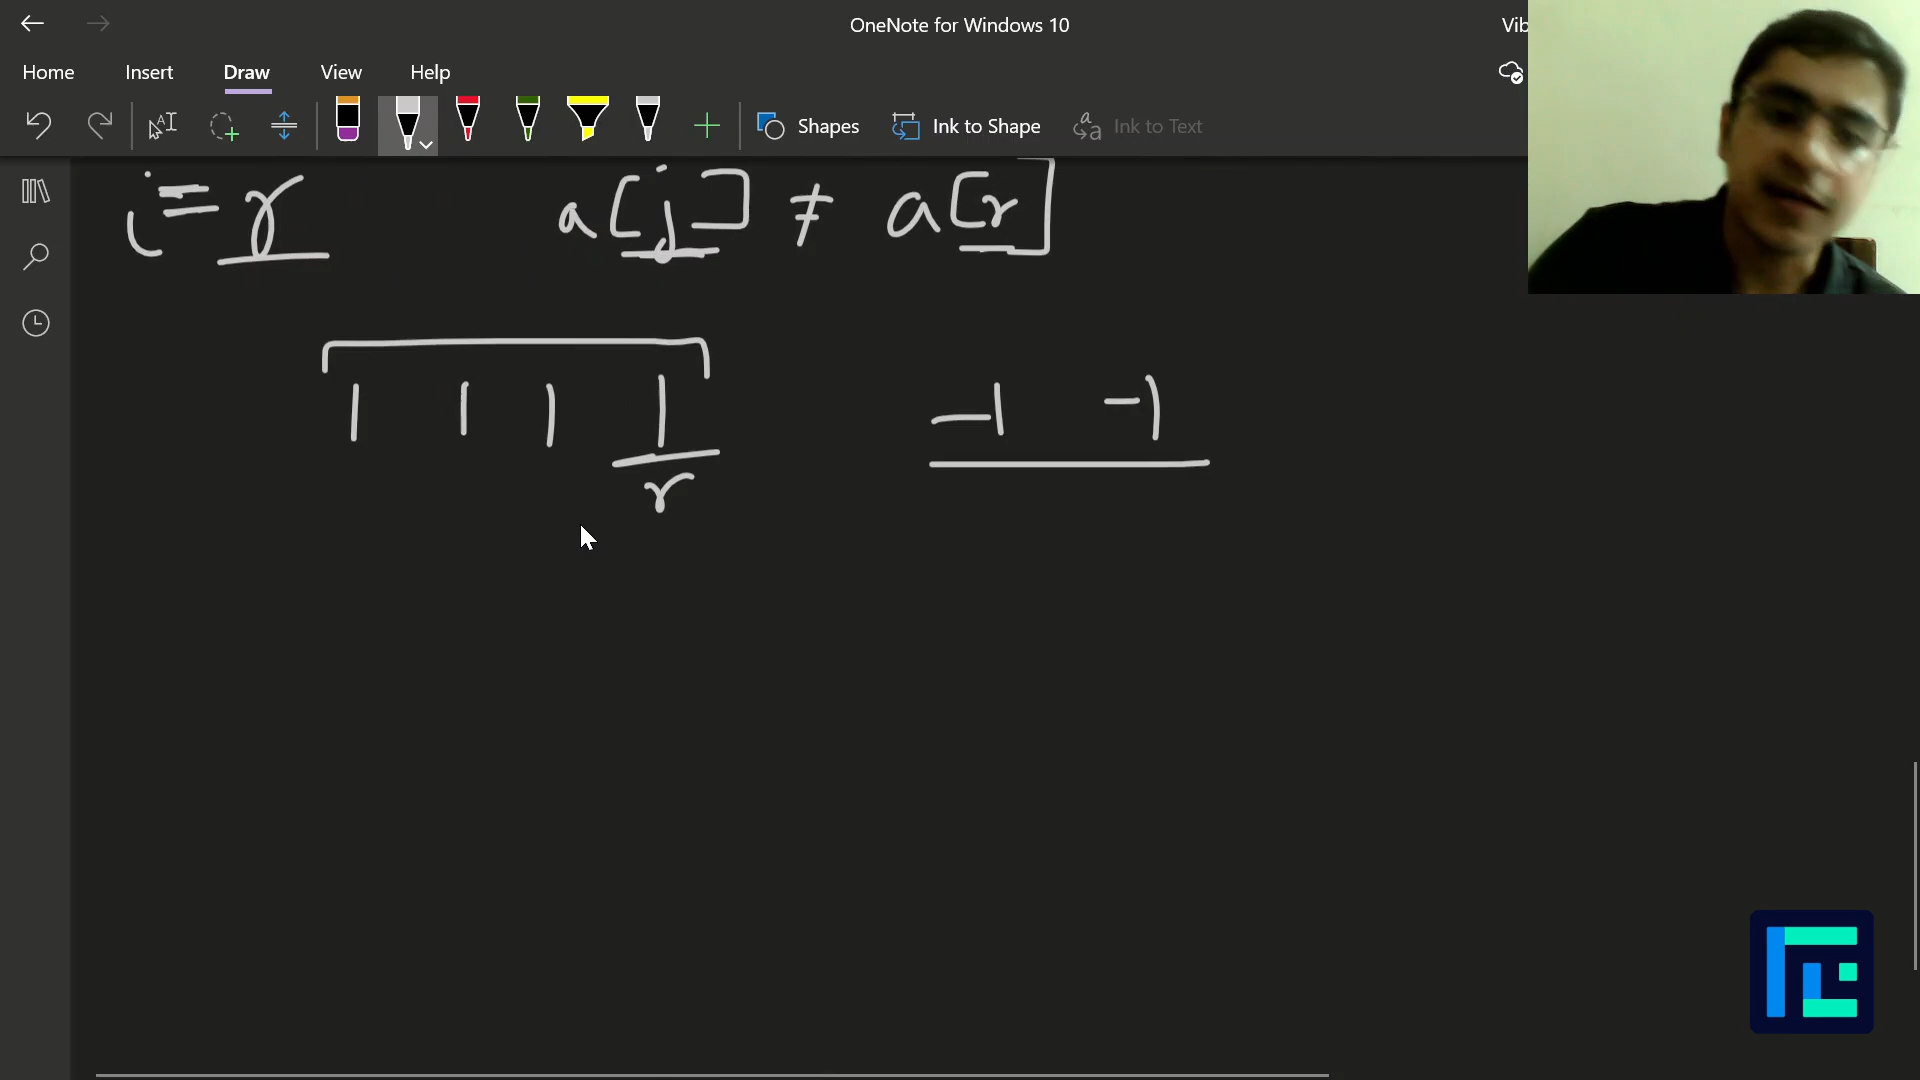 OneNote for Windows 10
Vib
Home Insert Draw View Help
Shapes Ink to Shape Ink to Text
i = r a[j] ≠ a[r]
1 1 1 1 -1 -1
r